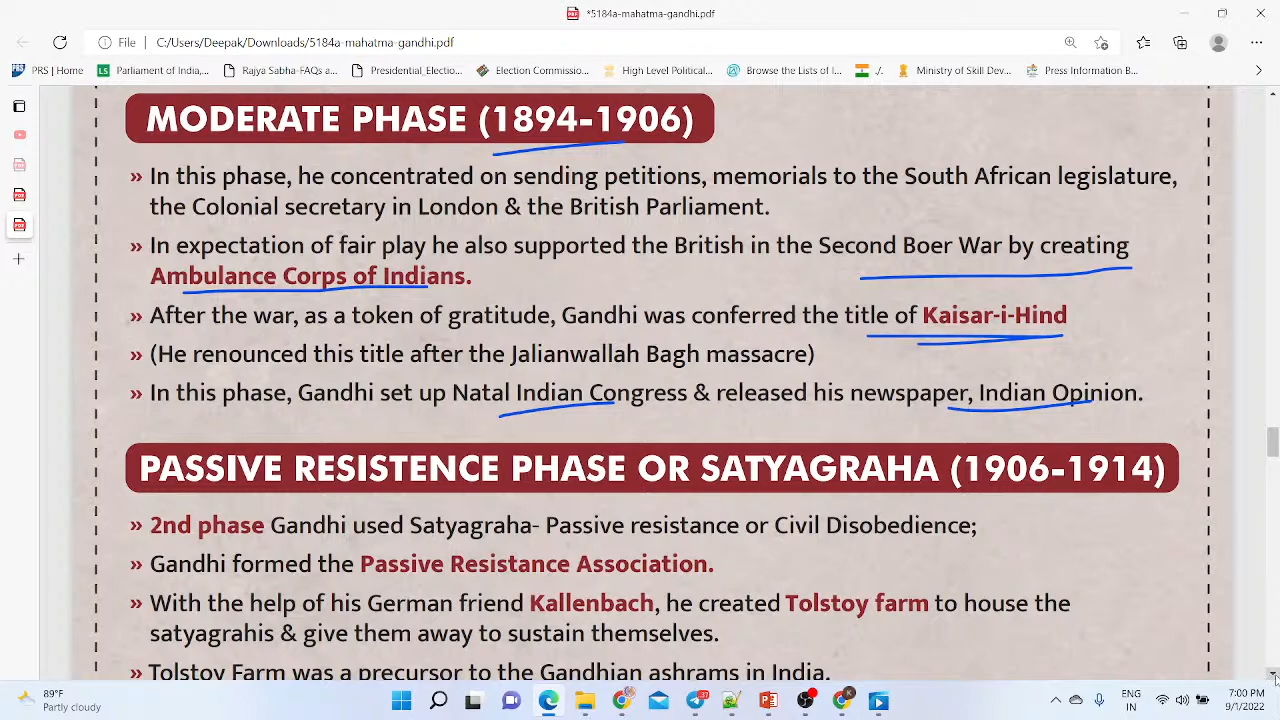 *5184a-mahatma-gandhi.pdf
File C:/Users/Deepak/Downloads/5184a-mahatma-gandhi.pdf
PRS | Home Parliament of India,... Rajya Sabha-FAQs ... Presidential_Electio... Election Commissio... High Level Political... Browse the Lists of I... ./. Ministry of Skill Dev... Press Information B...
MODERATE PHASE (1894-1906)
» In this phase, he concentrated on sending petitions, memorials to the South African legislature,
the Colonial secretary in London & the British Parliament.
» In expectation of fair play he also supported the British in the Second Boer War by creating
Ambulance Corps of Indians.
» After the war, as a token of gratitude, Gandhi was conferred the title of Kaisar-i-Hind
» (He renounced this title after the Jalianwallah Bagh massacre)
» In this phase, Gandhi set up Natal Indian Congress & released his newspaper, Indian Opinion.
PASSIVE RESISTENCE PHASE OR SATYAGRAHA (1906-1914)
» 2nd phase Gandhi used Satyagraha- Passive resistance or Civil Disobedience;
» Gandhi formed the Passive Resistance Association.
» With the help of his German friend Kallenbach, he created Tolstoy farm to house the
satyagrahis & give them away to sustain themselves.
» Tolstoy Farm was a precursor to the Gandhian ashrams in India.
89°F
Partly cloudy
37
K
ENG
IN
7:00 PM
9/1/2022